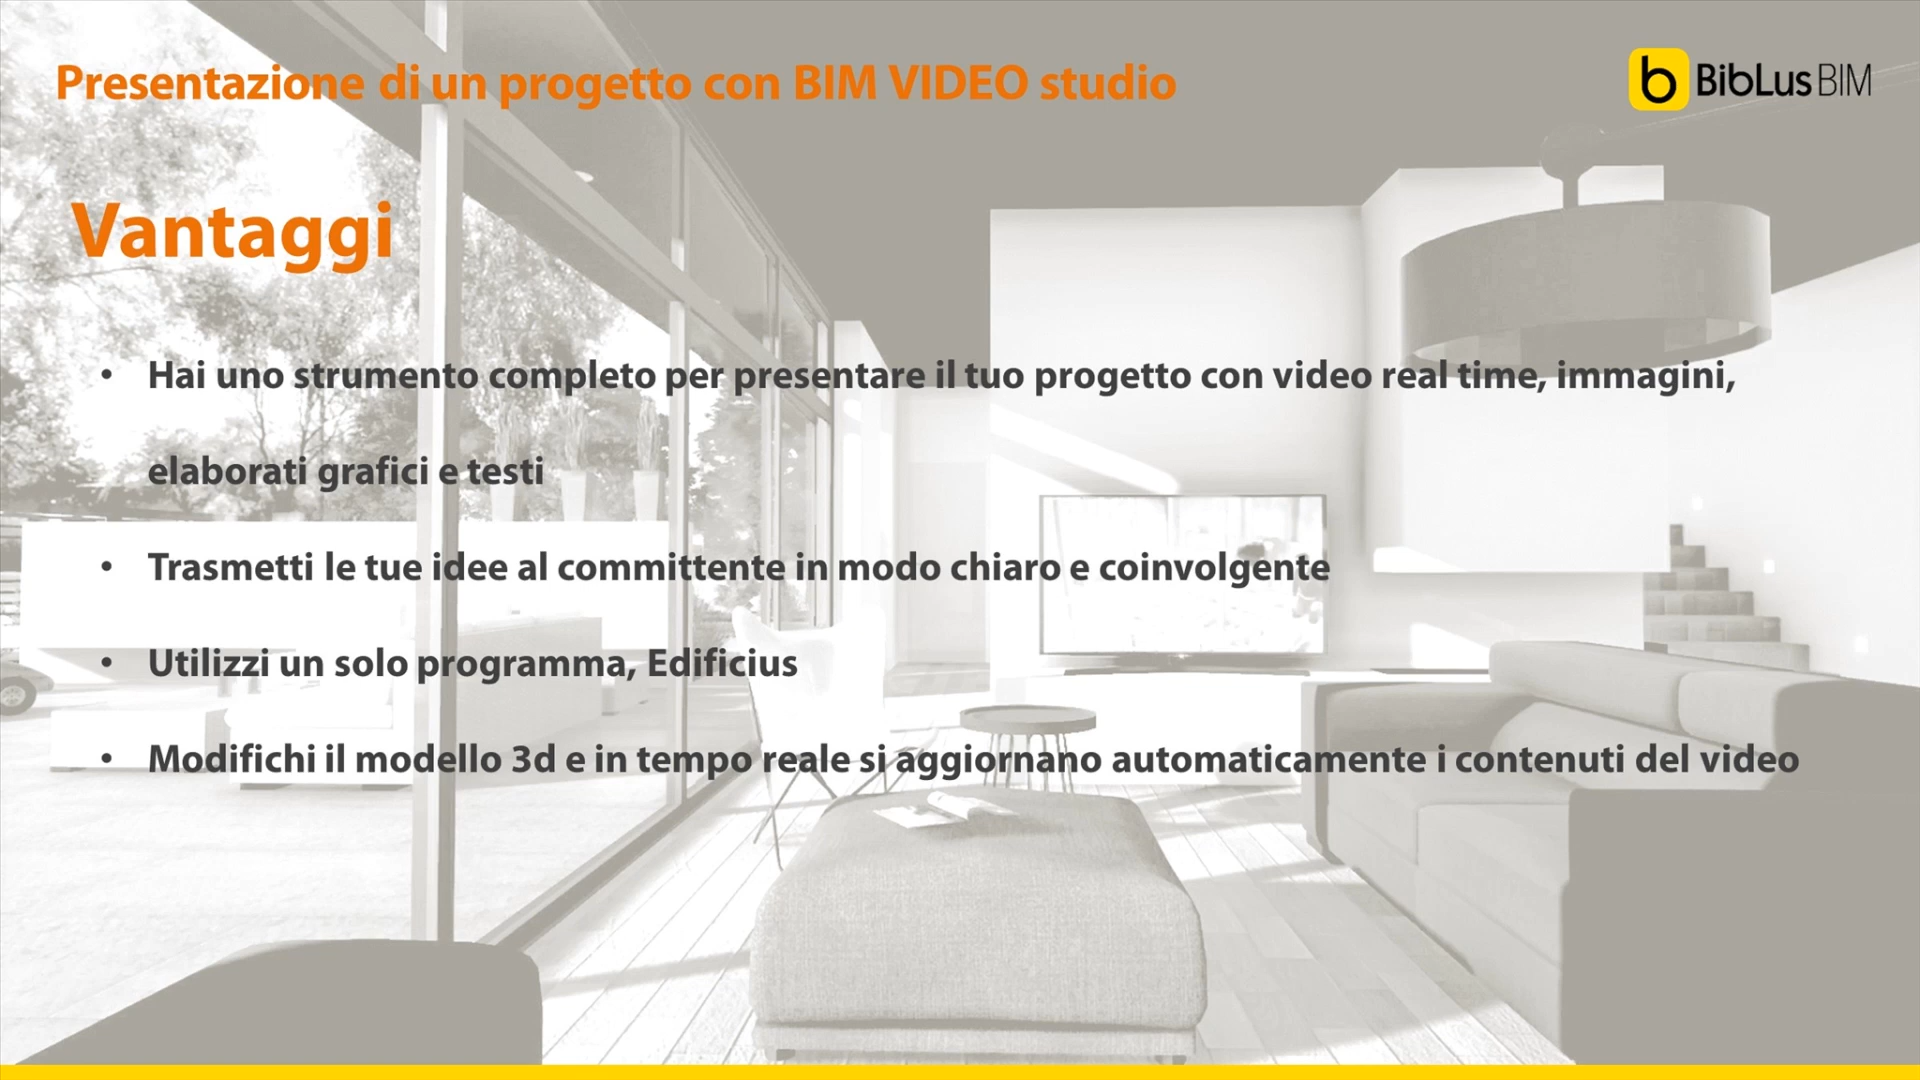 Presentazione di un progetto con BIM VIDEO studio
b BibLus BIM
Vantaggi
• Hai uno strumento completo per presentare il tuo progetto con video real time, immagini,
elaborati grafici e testi
• Trasmetti le tue idee al committente in modo chiaro e coinvolgente
• Utilizzi un solo programma, Edificius
• Modifichi il modello 3d e in tempo reale si aggiornano automaticamente i contenuti del video